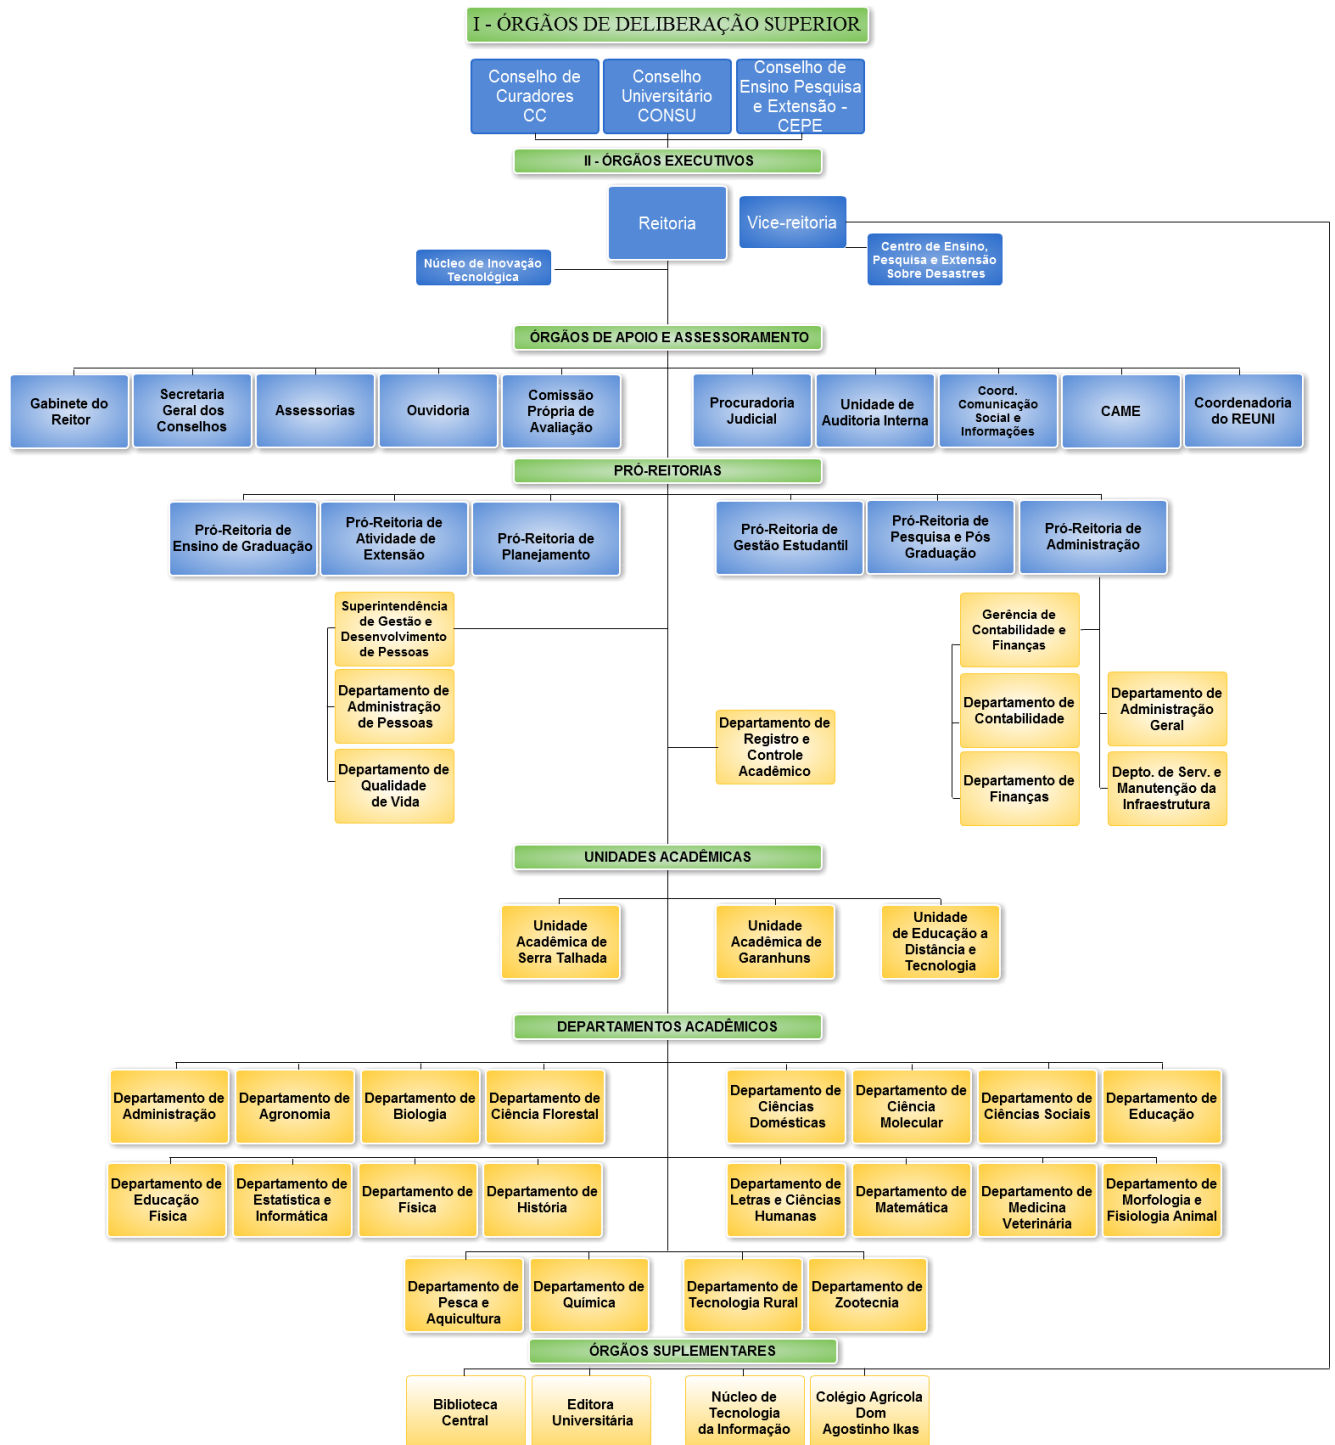 I - ÓRGÃOS DE DELIBERAÇÃO SUPERIOR
Conselho de
Curadores
CC
Conselho
Universitário
CONSU
Conselho de
Ensino Pesquisa
e Extensão -
CEPE
II - ÓRGÃOS EXECUTIVOS
Reitoria
Vice-reitoria
Núcleo de Inovação
Tecnológica
Centro de Ensino,
Pesquisa e Extensão
Sobre Desastres
ÓRGÃOS DE APOIO E ASSESSORAMENTO
Gabinete do
Reitor
Secretaria
Geral dos
Conselhos
Assessorias
Ouvidoria
Comissão
Própria de
Avaliação
Procuradoria
Judicial
Unidade de
Auditoria Interna
Coord.
Comunicação
Social e
Informações
CAME
Coordenadoria
do REUNI
PRÓ-REITORIAS
Pró-Reitoria de
Ensino de Graduação
Pró-Reitoria de
Atividade de
Extensão
Pró-Reitoria de
Planejamento
Pró-Reitoria de
Gestão Estudantil
Pró-Reitoria de
Pesquisa e Pós
Graduação
Pró-Reitoria de
Administração
Superintendência
de Gestão e
Desenvolvimento
de Pessoas
Departamento de
Administração
de Pessoas
Departamento de
Qualidade
de Vida
Departamento de
Registro e
Controle
Acadêmico
Gerência de
Contabilidade e
Finanças
Departamento de
Contabilidade
Departamento de
Finanças
Departamento de
Administração
Geral
Depto. de Serv. e
Manutenção da
Infraestrutura
UNIDADES ACADÊMICAS
Unidade
Acadêmica de
Serra Talhada
Unidade
Acadêmica de
Garanhuns
Unidade
de Educação a
Distância e
Tecnologia
DEPARTAMENTOS ACADÊMICOS
Departamento de
Administração
Departamento de
Agronomia
Departamento de
Biologia
Departamento de
Ciência Florestal
Departamento de
Ciências
Domésticas
Departamento de
Ciência
Molecular
Departamento de
Ciências Sociais
Departamento de
Educação
Departamento de
Educação
Física
Departamento de
Estatística e
Informática
Departamento de
Física
Departamento de
História
Departamento de
Letras e Ciências
Humanas
Departamento de
Matemática
Departamento de
Medicina
Veterinária
Departamento de
Morfologia e
Fisiologia Animal
Departamento de
Pesca e
Aquicultura
Departamento de
Química
Departamento de
Tecnologia Rural
Departamento de
Zootecnia
ÓRGÃOS SUPLEMENTARES
Biblioteca
Central
Editora
Universitária
Núcleo de
Tecnologia
da Informação
Colégio Agrícola
Dom
Agostinho Ikas